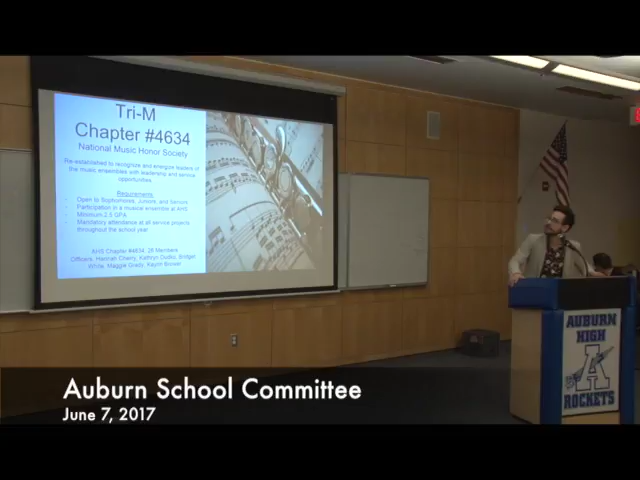 Tri-M
Chapter #4634
National Music Honor Society
Re-established to recognize and energize leaders of
the music ensembles with leadership and service
opportunities.
Requirements
- Open to Sophomores, Juniors, and Seniors
- Participation in a musical ensemble at AHS
- Minimum 2.5 GPA
- Mandatory attendance at all service projects
throughout the school year
AHS Chapter #4634, 26 Members
Officers, Hannah Cherry, Kathryn Dudko, Bridget
White, Maggie Grady, Kaylin Bower
AUBURN
HIGH
A
ROCKETS
Auburn School Committee
June 7, 2017